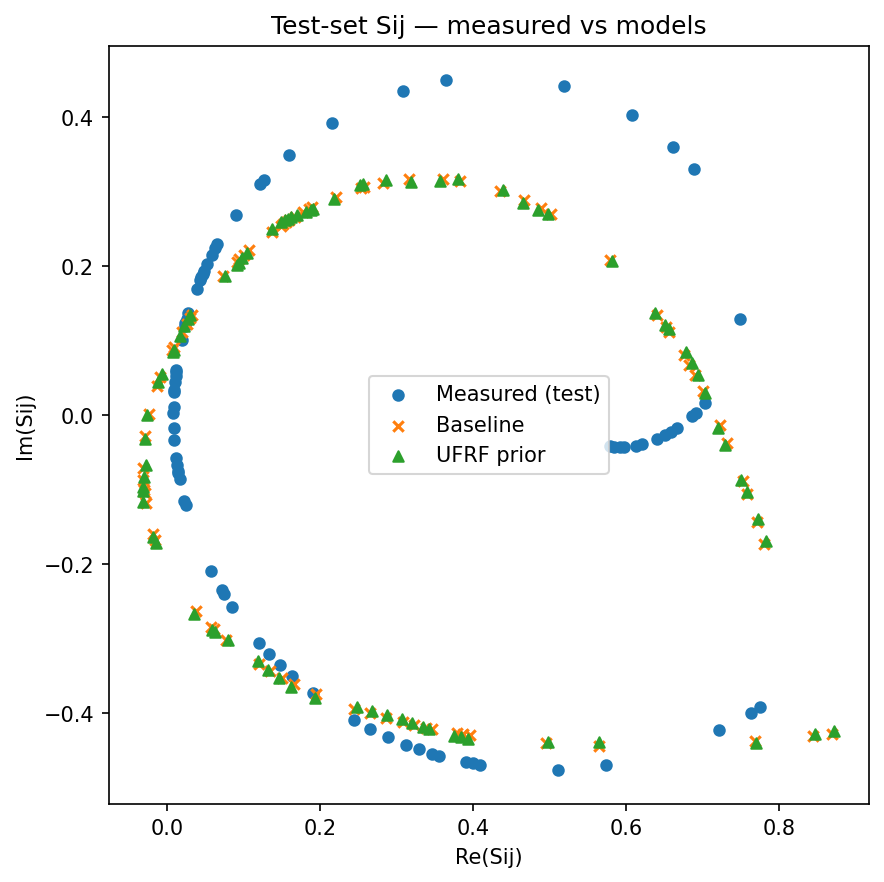 Test-set Sij — measured vs models
Im(Sij)
0.4
0.2
0.0
−0.2
−0.4
Measured (test)
Baseline
UFRF prior
0.0 0.2 0.4 0.6 0.8
Re(Sij)